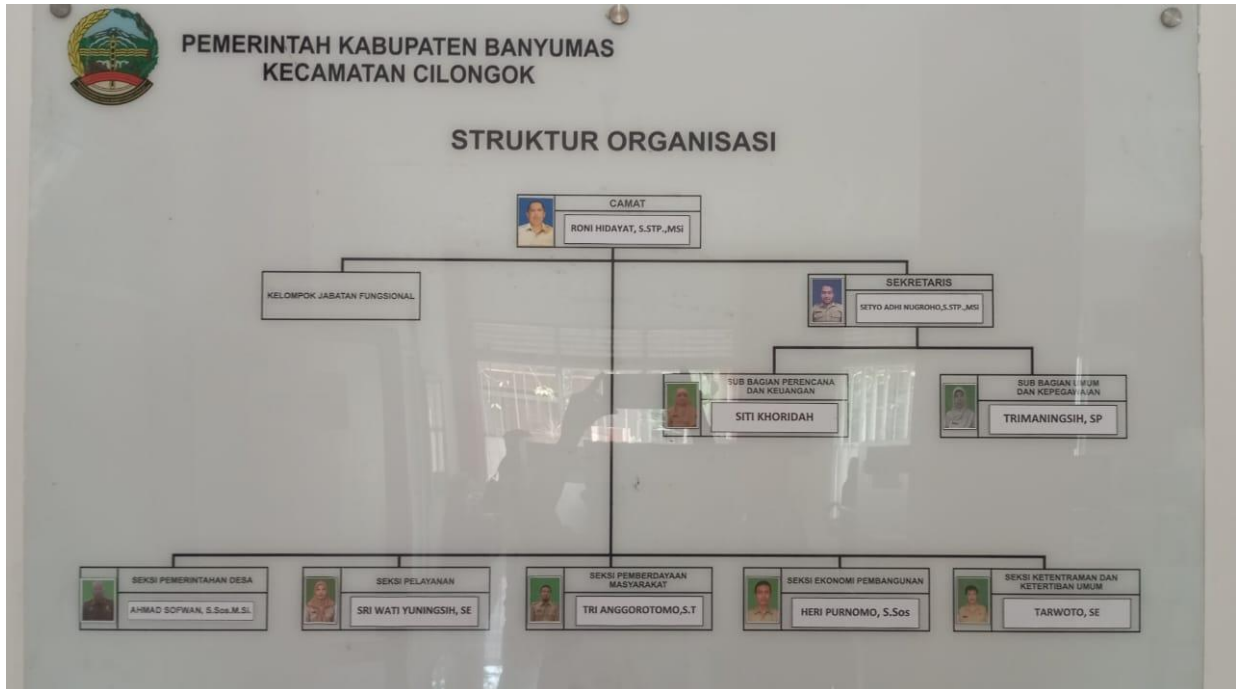 PEMERINTAH KABUPATEN BANYUMAS
KECAMATAN CILONGOK
STRUKTUR ORGANISASI
CAMAT
RONI HIDAYAT, S.STP.,MSi
KELOMPOK JABATAN FUNGSIONAL
SEKRETARIS
SETYO ADHI NUGROHO,S.STP.,MSI
SUB BAGIAN PERENCANA
DAN KEUANGAN
SITI KHORIDAH
SUB BAGIAN UMUM
DAN KEPEGAWAIAN
TRIMANINGSIH, SP
SEKSI PEMERINTAHAN DESA
AHMAD SOFWAN, S.Sos.M.Si.
SEKSI PELAYANAN
SRI WATI YUNINGSIH, SE
SEKSI PEMBERDAYAAN
MASYARAKAT
TRI ANGGOROTOMO,S.T
SEKSI EKONOMI PEMBANGUNAN
HERI PURNOMO, S.Sos
SEKSI KETENTRAMAN DAN
KETERTIBAN UMUM
TARWOTO, SE